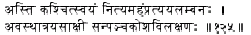 अस्ति कश्चित्स्वयं नित्यमहंप्रत्ययलम्बनः ।
अवस्थात्रयसाक्षी सन्पञ्चकोशविलक्षणः ॥१२५॥